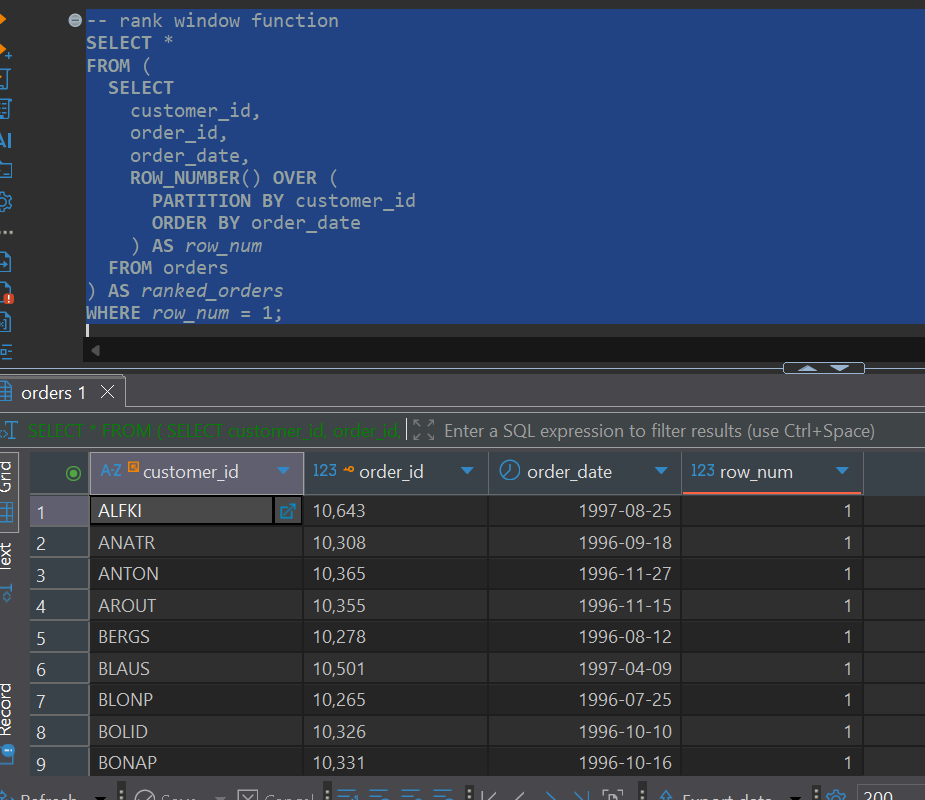 -- rank window function
SELECT *
FROM (
SELECT
customer_id,
order_id,
order_date,
ROW_NUMBER() OVER (
PARTITION BY customer_id
ORDER BY order_date
) AS row_num
FROM orders
) AS ranked_orders
WHERE row_num = 1;
AI
orders 1
SELECT * FROM ( SELECT customer_id, order_id, Enter a SQL expression to filter results (use Ctrl+Space)
Grid
Text
Record
A-Z customer_id 123 order_id order_date 123 row_num
1 ALFKI 10,643 1997-08-25 1
2 ANATR 10,308 1996-09-18 1
3 ANTON 10,365 1996-11-27 1
4 AROUT 10,355 1996-11-15 1
5 BERGS 10,278 1996-08-12 1
6 BLAUS 10,501 1997-04-09 1
7 BLONP 10,265 1996-07-25 1
8 BOLID 10,326 1996-10-10 1
9 BONAP 10,331 1996-10-16 1
Refresh Save Cancel Export data 200